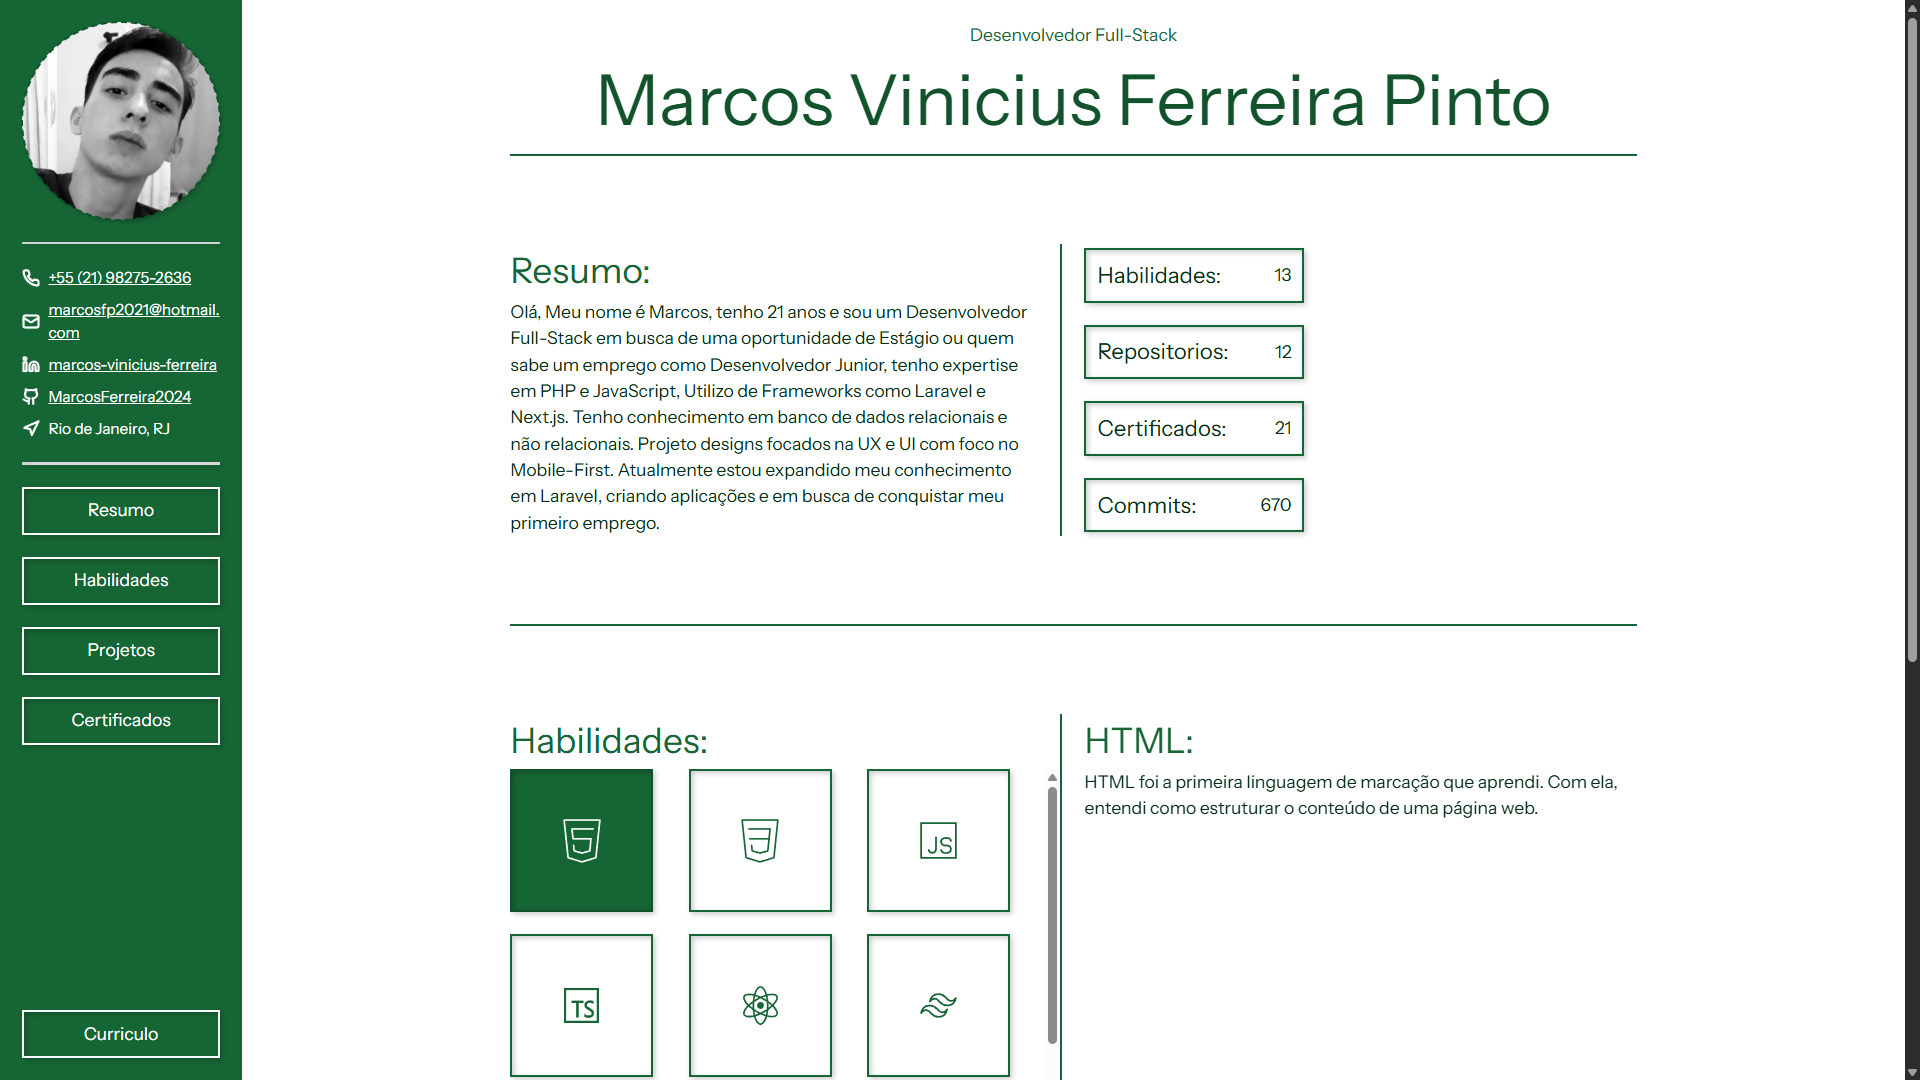 +55 (21) 98275-2636
marcosfp2021@hotmail.
com
marcos-vinicius-ferreira
MarcosFerreira2024
Rio de Janeiro, RJ
Resumo
Habilidades
Projetos
Certificados
Curriculo
Desenvolvedor Full-Stack
Marcos Vinicius Ferreira Pinto
Resumo:
Olá, Meu nome é Marcos, tenho 21 anos e sou um Desenvolvedor
Full-Stack em busca de uma oportunidade de Estágio ou quem
sabe um emprego como Desenvolvedor Junior, tenho expertise
em PHP e JavaScript, Utilizo de Frameworks como Laravel e
Next.js. Tenho conhecimento em banco de dados relacionais e
não relacionais. Projeto designs focados na UX e UI com foco no
Mobile-First. Atualmente estou expandido meu conhecimento
em Laravel, criando aplicações e em busca de conquistar meu
primeiro emprego.
Habilidades: 13
Repositorios: 12
Certificados: 21
Commits: 670
Habilidades:
JS
TS
HTML:
HTML foi a primeira linguagem de marcação que aprendi. Com ela,
entendi como estruturar o conteúdo de uma página web.